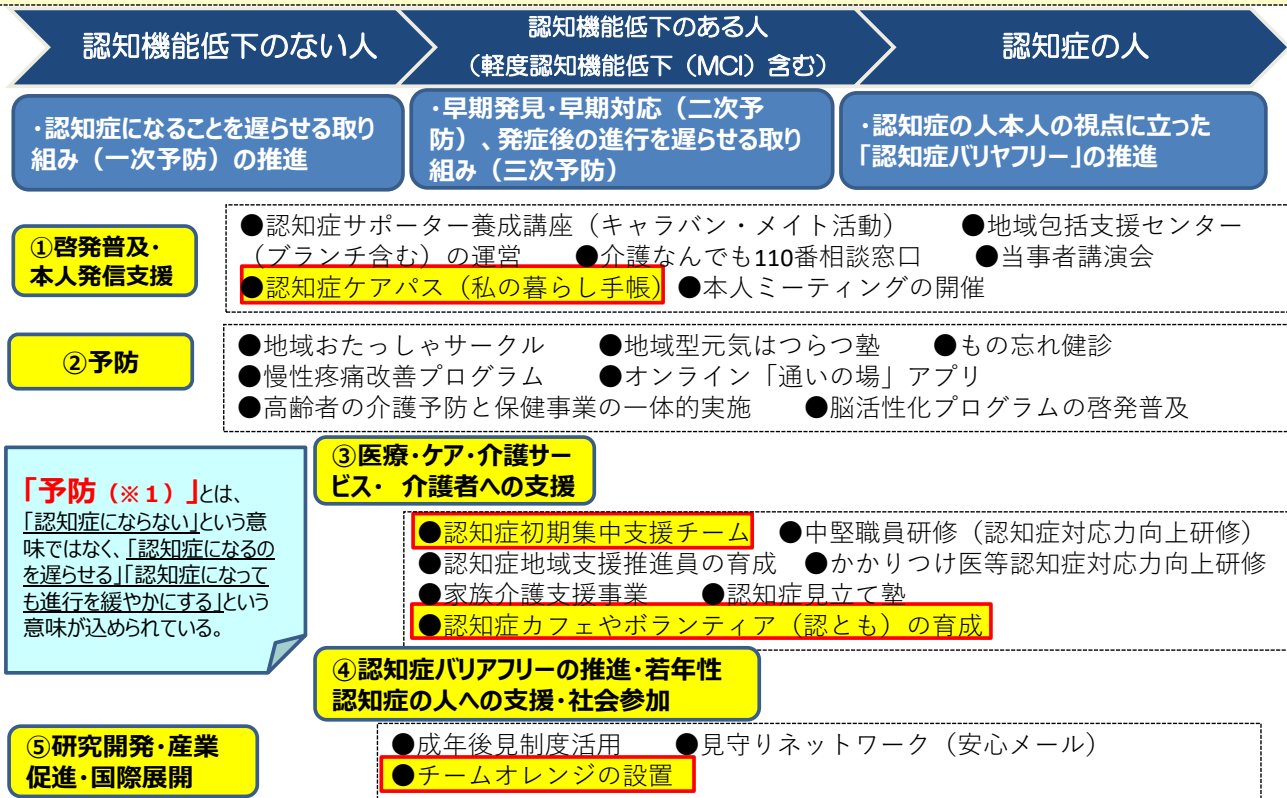 認知機能低下のない人
認知機能低下のある人
(軽度認知機能低下(MCI)含む)
認知症の人
・認知症になることを遅らせる取り
組み(一次予防)の推進
・早期発見・早期対応(二次予
防)、発症後の進行を遅らせる取り
組み(三次予防)
・認知症の人本人の視点に立った
「認知症バリヤフリー」の推進
①啓発普及・
本人発信支援
●認知症サポーター養成講座(キャラバン・メイト活動) ●地域包括支援センター
(ブランチ含む)の運営 ●介護なんでも110番相談窓口 ●当事者講演会
●認知症ケアパス(私の暮らし手帳) ●本人ミーティングの開催
②予防
●地域おたっしゃサークル ●地域型元気はつらつ塾 ●もの忘れ健診
●慢性疼痛改善プログラム ●オンライン「通いの場」アプリ
●高齢者の介護予防と保健事業の一体的実施 ●脳活性化プログラムの啓発普及
「予防(※1)」とは、
「認知症にならない」という意
味ではなく、「認知症になるの
を遅らせる」「認知症になって
も進行を緩やかにする」という
意味が込められている。
③医療・ケア・介護サー
ビス・ 介護者への支援
●認知症初期集中支援チーム ●中堅職員研修(認知症対応力向上研修)
●認知症地域支援推進員の育成 ●かかりつけ医等認知症対応力向上研修
●家族介護支援事業 ●認知症見立て塾
●認知症カフェやボランティア(認とも)の育成
④認知症バリアフリーの推進・若年性
認知症の人への支援・社会参加
⑤研究開発・産業
促進・国際展開
●成年後見制度活用 ●見守りネットワーク(安心メール)
●チームオレンジの設置